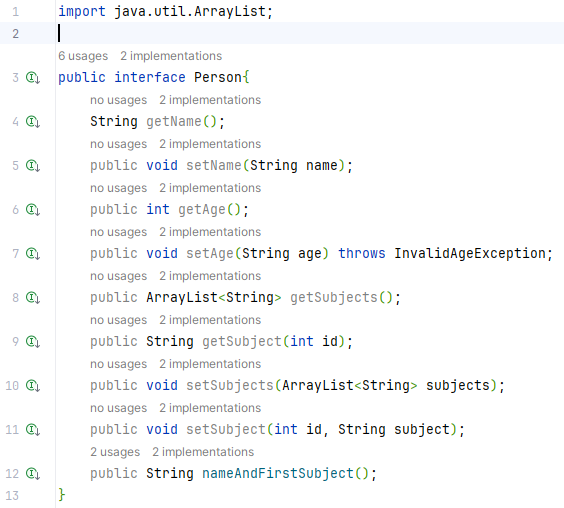 1 import java.util.ArrayList;
2
6 usages 2 implementations
3 public interface Person{
no usages 2 implementations
4 String getName();
no usages 2 implementations
5 public void setName(String name);
no usages 2 implementations
6 public int getAge();
no usages 2 implementations
7 public void setAge(String age) throws InvalidAgeException;
no usages 2 implementations
8 public ArrayList<String> getSubjects();
no usages 2 implementations
9 public String getSubject(int id);
no usages 2 implementations
10 public void setSubjects(ArrayList<String> subjects);
no usages 2 implementations
11 public void setSubject(int id, String subject);
2 usages 2 implementations
12 public String nameAndFirstSubject();
13 }